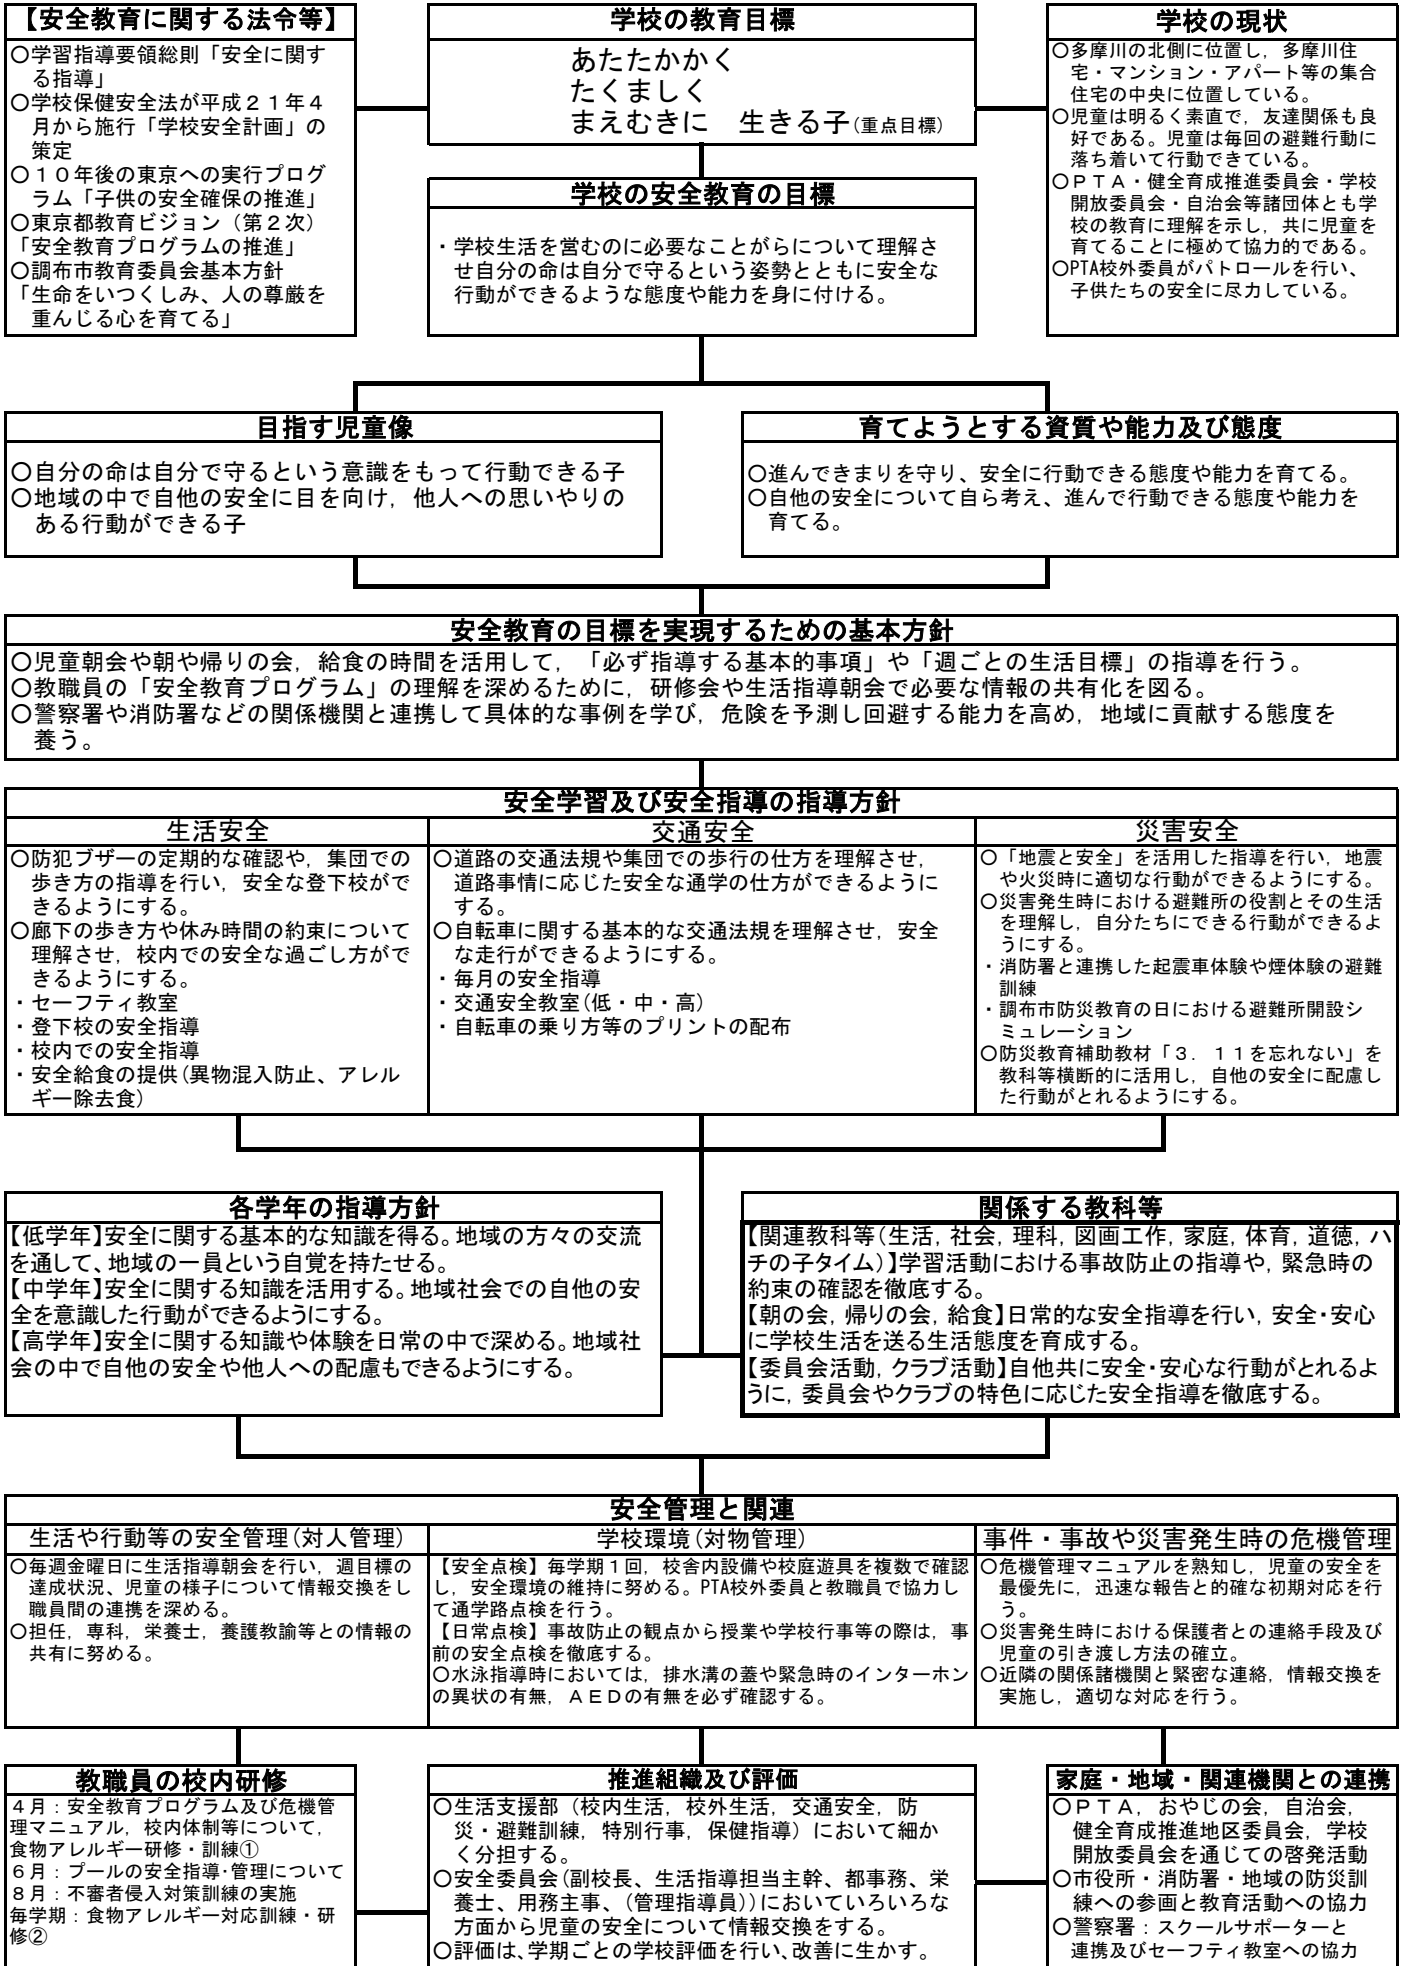 【安全教育に関する法令等】
〇学習指導要領総則「安全に関す
る指導」
〇学校保健安全法が平成２１年４
月から施行「学校安全計画」の
策定
〇１０年後の東京への実行プログ
ラム「子供の安全確保の推進」
〇東京都教育ビジョン（第２次）
「安全教育プログラムの推進」
〇調布市教育委員会基本方針
「生命をいつくしみ、人の尊厳を
重んじる心を育てる」
学校の教育目標
あたたかかく
たくましく
まえむきに　生きる子(重点目標)
学校の安全教育の目標
・学校生活を営むのに必要なことがらについて理解さ
せ自分の命は自分で守るという姿勢とともに安全な
行動ができるような態度や能力を身に付ける。
学校の現状
〇多摩川の北側に位置し，多摩川住
宅・マンション・アパート等の集合
住宅の中央に位置している。
〇児童は明るく素直で，友達関係も良
好である。児童は毎回の避難行動に
落ち着いて行動できている。
〇ＰＴＡ・健全育成推進委員会・学校
開放委員会・自治会等諸団体とも学
校の教育に理解を示し，共に児童を
育てることに極めて協力的である。
〇PTA校外委員がパトロールを行い、
子供たちの安全に尽力している。
目指す児童像
〇自分の命は自分で守るという意識をもって行動できる子
〇地域の中で自他の安全に目を向け，他人への思いやりの
ある行動ができる子
育てようとする資質や能力及び態度
〇進んできまりを守り、安全に行動できる態度や能力を育てる。
〇自他の安全について自ら考え、進んで行動できる態度や能力を
育てる。
安全教育の目標を実現するための基本方針
〇児童朝会や朝や帰りの会，給食の時間を活用して，「必ず指導する基本的事項」や「週ごとの生活目標」の指導を行う。
〇教職員の「安全教育プログラム」の理解を深めるために，研修会や生活指導朝会で必要な情報の共有化を図る。
〇警察署や消防署などの関係機関と連携して具体的な事例を学び，危険を予測し回避する能力を高め，地域に貢献する態度を
養う。
安全学習及び安全指導の指導方針
生活安全
〇防犯ブザーの定期的な確認や，集団での
歩き方の指導を行い，安全な登下校がで
きるようにする。
〇廊下の歩き方や休み時間の約束について
理解させ，校内での安全な過ごし方がで
きるようにする。
・セーフティ教室
・登下校の安全指導
・校内での安全指導
・安全給食の提供(異物混入防止、アレル
ギー除去食)
交通安全
〇道路の交通法規や集団での歩行の仕方を理解させ，
道路事情に応じた安全な通学の仕方ができるように
する。
〇自転車に関する基本的な交通法規を理解させ，安全
な走行ができるようにする。
・毎月の安全指導
・交通安全教室(低・中・高)
・自転車の乗り方等のプリントの配布
災害安全
〇「地震と安全」を活用した指導を行い，地震
や火災時に適切な行動ができるようにする。
〇災害発生時における避難所の役割とその生活
を理解し，自分たちにできる行動ができるよ
うにする。
・消防署と連携した起震車体験や煙体験の避難
訓練
・調布市防災教育の日における避難所開設シ
ミュレーション
〇防災教育補助教材「３．１１を忘れない」を
教科等横断的に活用し，自他の安全に配慮し
た行動がとれるようにする。
各学年の指導方針
【低学年】安全に関する基本的な知識を得る。地域の方々の交流
を通して、地域の一員という自覚を持たせる。
【中学年】安全に関する知識を活用する。地域社会での自他の安
全を意識した行動ができるようにする。
【高学年】安全に関する知識や体験を日常の中で深める。地域社
会の中で自他の安全や他人への配慮もできるようにする。
関係する教科等
【関連教科等(生活，社会，理科，図画工作，家庭，体育，道徳，ハ
チの子タイム)】学習活動における事故防止の指導や，緊急時の
約束の確認を徹底する。
【朝の会，帰りの会，給食】日常的な安全指導を行い，安全・安心
に学校生活を送る生活態度を育成する。
【委員会活動，クラブ活動】自他共に安全・安心な行動がとれるよ
うに，委員会やクラブの特色に応じた安全指導を徹底する。
安全管理と関連
生活や行動等の安全管理(対人管理)
〇毎週金曜日に生活指導朝会を行い，週目標の
達成状況、児童の様子について情報交換をし
職員間の連携を深める。
〇担任，専科，栄養士，養護教諭等との情報の
共有に努める。
学校環境(対物管理)
【安全点検】毎学期１回，校舎内設備や校庭遊具を複数で確認
し，安全環境の維持に努める。PTA校外委員と教職員で協力し
て通学路点検を行う。
【日常点検】事故防止の観点から授業や学校行事等の際は，事
前の安全点検を徹底する。
〇水泳指導時においては，排水溝の蓋や緊急時のインターホン
の異状の有無，ＡＥＤの有無を必ず確認する。
事件・事故や災害発生時の危機管理
〇危機管理マニュアルを熟知し，児童の安全を
最優先に，迅速な報告と的確な初期対応を行
う。
〇災害発生時における保護者との連絡手段及び
児童の引き渡し方法の確立。
〇近隣の関係諸機関と緊密な連絡，情報交換を
実施し，適切な対応を行う。
教職員の校内研修
４月：安全教育プログラム及び危機管
理マニュアル，校内体制等について，
食物アレルギー研修・訓練①
６月：プールの安全指導・管理について
８月：不審者侵入対策訓練の実施
毎学期：食物アレルギー対応訓練・研
修②
推進組織及び評価
〇生活支援部（校内生活，校外生活，交通安全，防
災・避難訓練，特別行事，保健指導）において細か
く分担する。
〇安全委員会(副校長、生活指導担当主幹、都事務、栄
養士、用務主事、(管理指導員))においていろいろな
方面から児童の安全について情報交換をする。
〇評価は、学期ごとの学校評価を行い、改善に生かす。
家庭・地域・関連機関との連携
〇ＰＴＡ，おやじの会，自治会，
健全育成推進地区委員会，学校
開放委員会を通じての啓発活動
〇市役所・消防署・地域の防災訓
練への参画と教育活動への協力
〇警察署：スクールサポーターと
連携及びセーフティ教室への協力